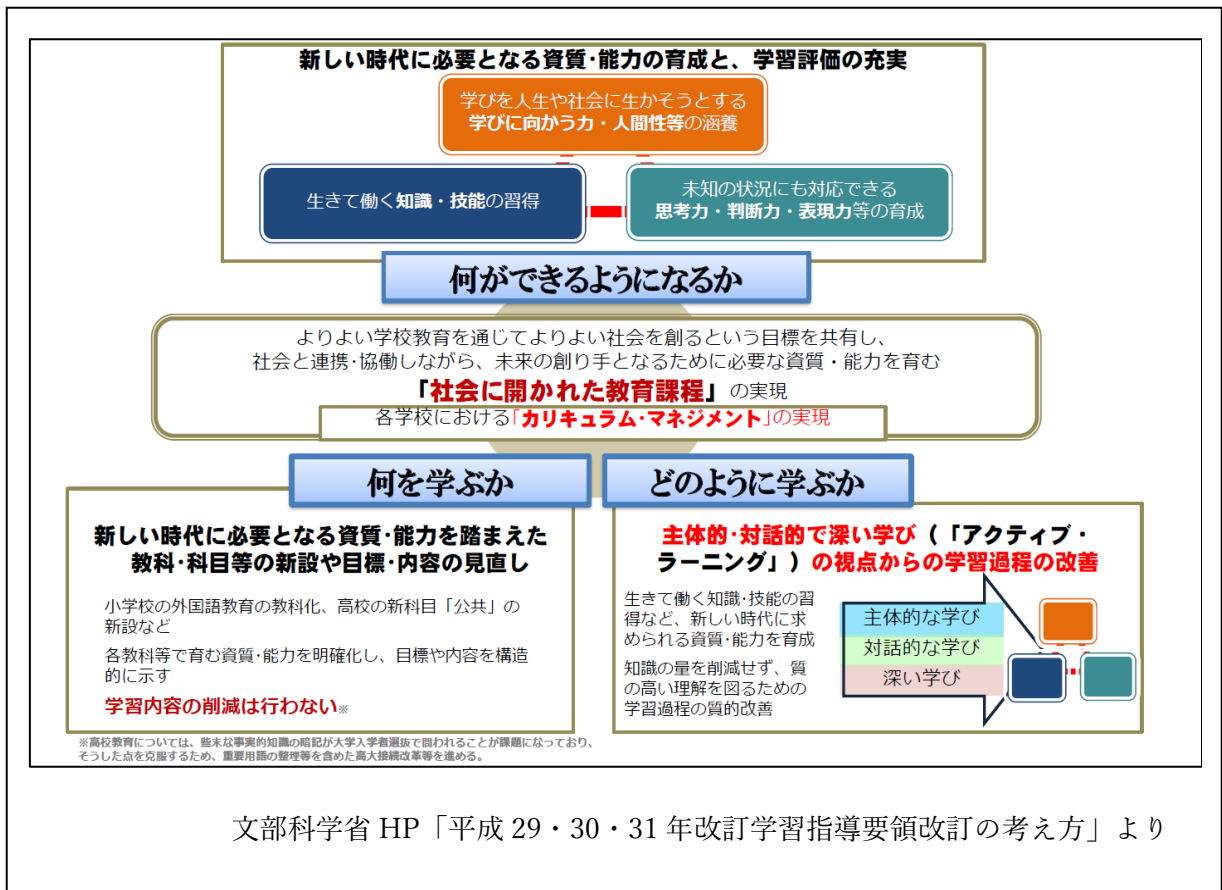 新しい時代に必要となる資質･能力の育成と、学習評価の充実
学びを人生や社会に生かそうとする
学びに向かう力・人間性等の涵養
生きて働く知識・技能の習得
未知の状況にも対応できる
思考力・判断力・表現力等の育成
何ができるようになるか
よりよい学校教育を通じてよりよい社会を創るという目標を共有し、
社会と連携･協働しながら、未来の創り手となるために必要な資質・能力を育む
「社会に開かれた教育課程」の実現
各学校における｢カリキュラム･マネジメント｣の実現
何を学ぶか
新しい時代に必要となる資質･能力を踏まえた
教科･科目等の新設や目標･内容の見直し
小学校の外国語教育の教科化、高校の新科目「公共」の
新設など
各教科等で育む資質･能力を明確化し、目標や内容を構造
的に示す
学習内容の削減は行わない※
※高校教育については、些末な事実的知識の暗記が大学入学者選抜で問われることが課題になっており、
そうした点を克服するため、重要用語の整理等を含めた高大接続改革等を進める。
どのように学ぶか
主体的･対話的で深い学び（「アクティブ・
ラーニング」）の視点からの学習過程の改善
生きて働く知識･技能の習
得など、新しい時代に求
められる資質･能力を育成
知識の量を削減せず、質
の高い理解を図るための
学習過程の質的改善
主体的な学び
対話的な学び
深い学び
文部科学省 HP「平成 29・30・31 年改訂学習指導要領改訂の考え方」より